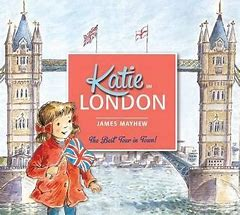 Katie IN
LONDON
JAMES MAYHEW
The Best Tour in Town!